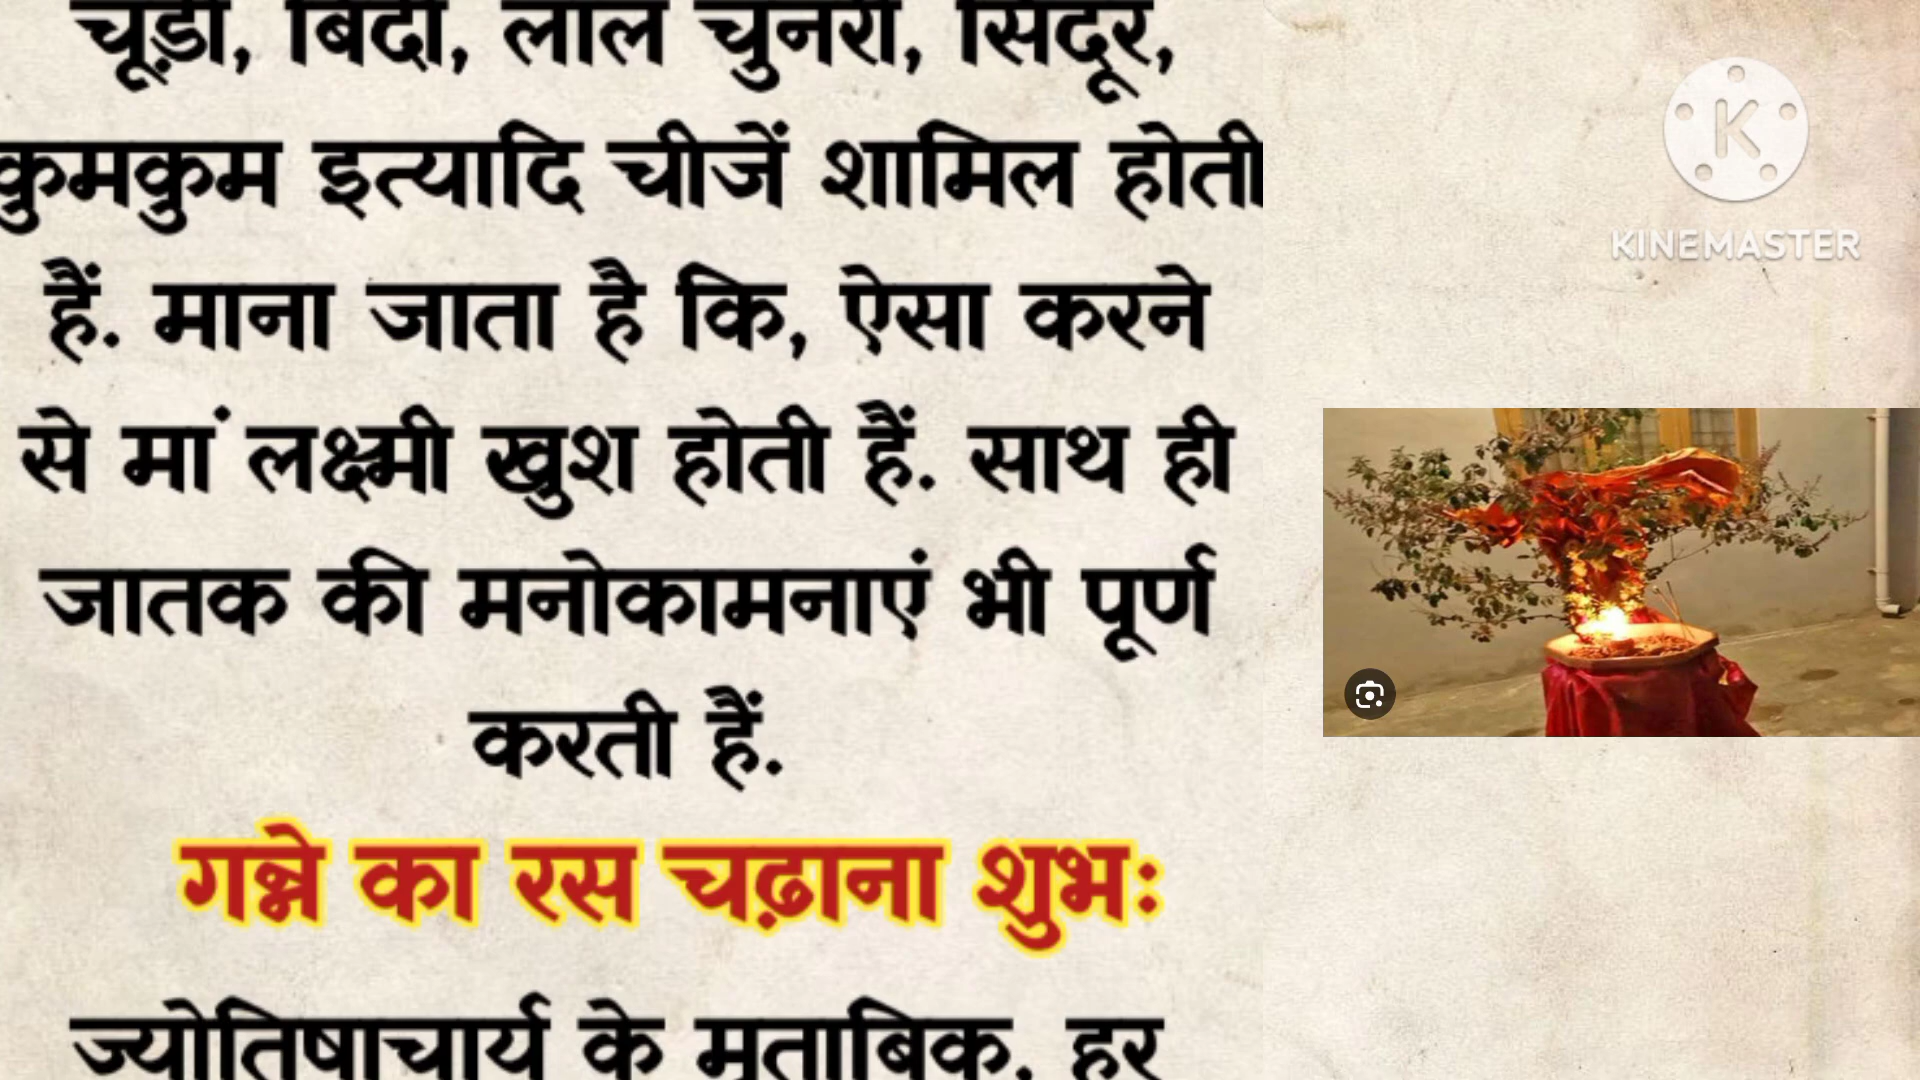 चूड़ी, बिंदी, लाल चुनरी, सिंदूर,
कुमकुम इत्यादि चीजें शामिल होती
हैं. माना जाता है कि, ऐसा करने
से मां लक्ष्मी खुश होती हैं. साथ ही
जातक की मनोकामनाएं भी पूर्ण
करती हैं.
गन्ने का रस चढ़ाना शुभः
ज्योतिषाचार्य के मुताबिक, हर
K
KINEMASTER